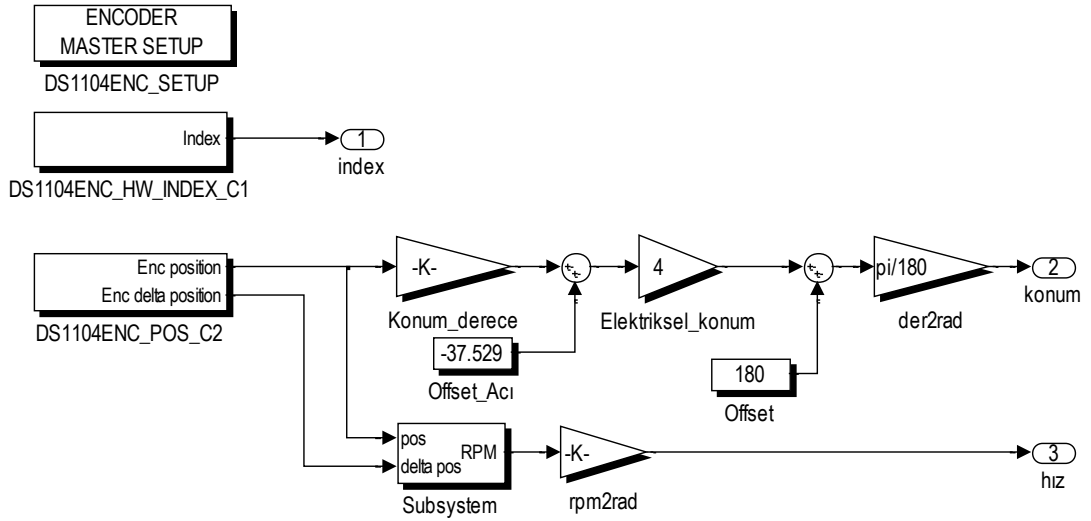 ENCODER
MASTER SETUP
DS1104ENC_SETUP
Index
1
index
DS1104ENC_HW_INDEX_C1
Enc position
Enc delta position
DS1104ENC_POS_C2
-K-
Konum_derece
-37.529
Offset_Acı
4
Elektriksel_konum
180
Offset
pi/180
der2rad
2
konum
pos
delta pos
RPM
Subsystem
-K-
rpm2rad
3
hız